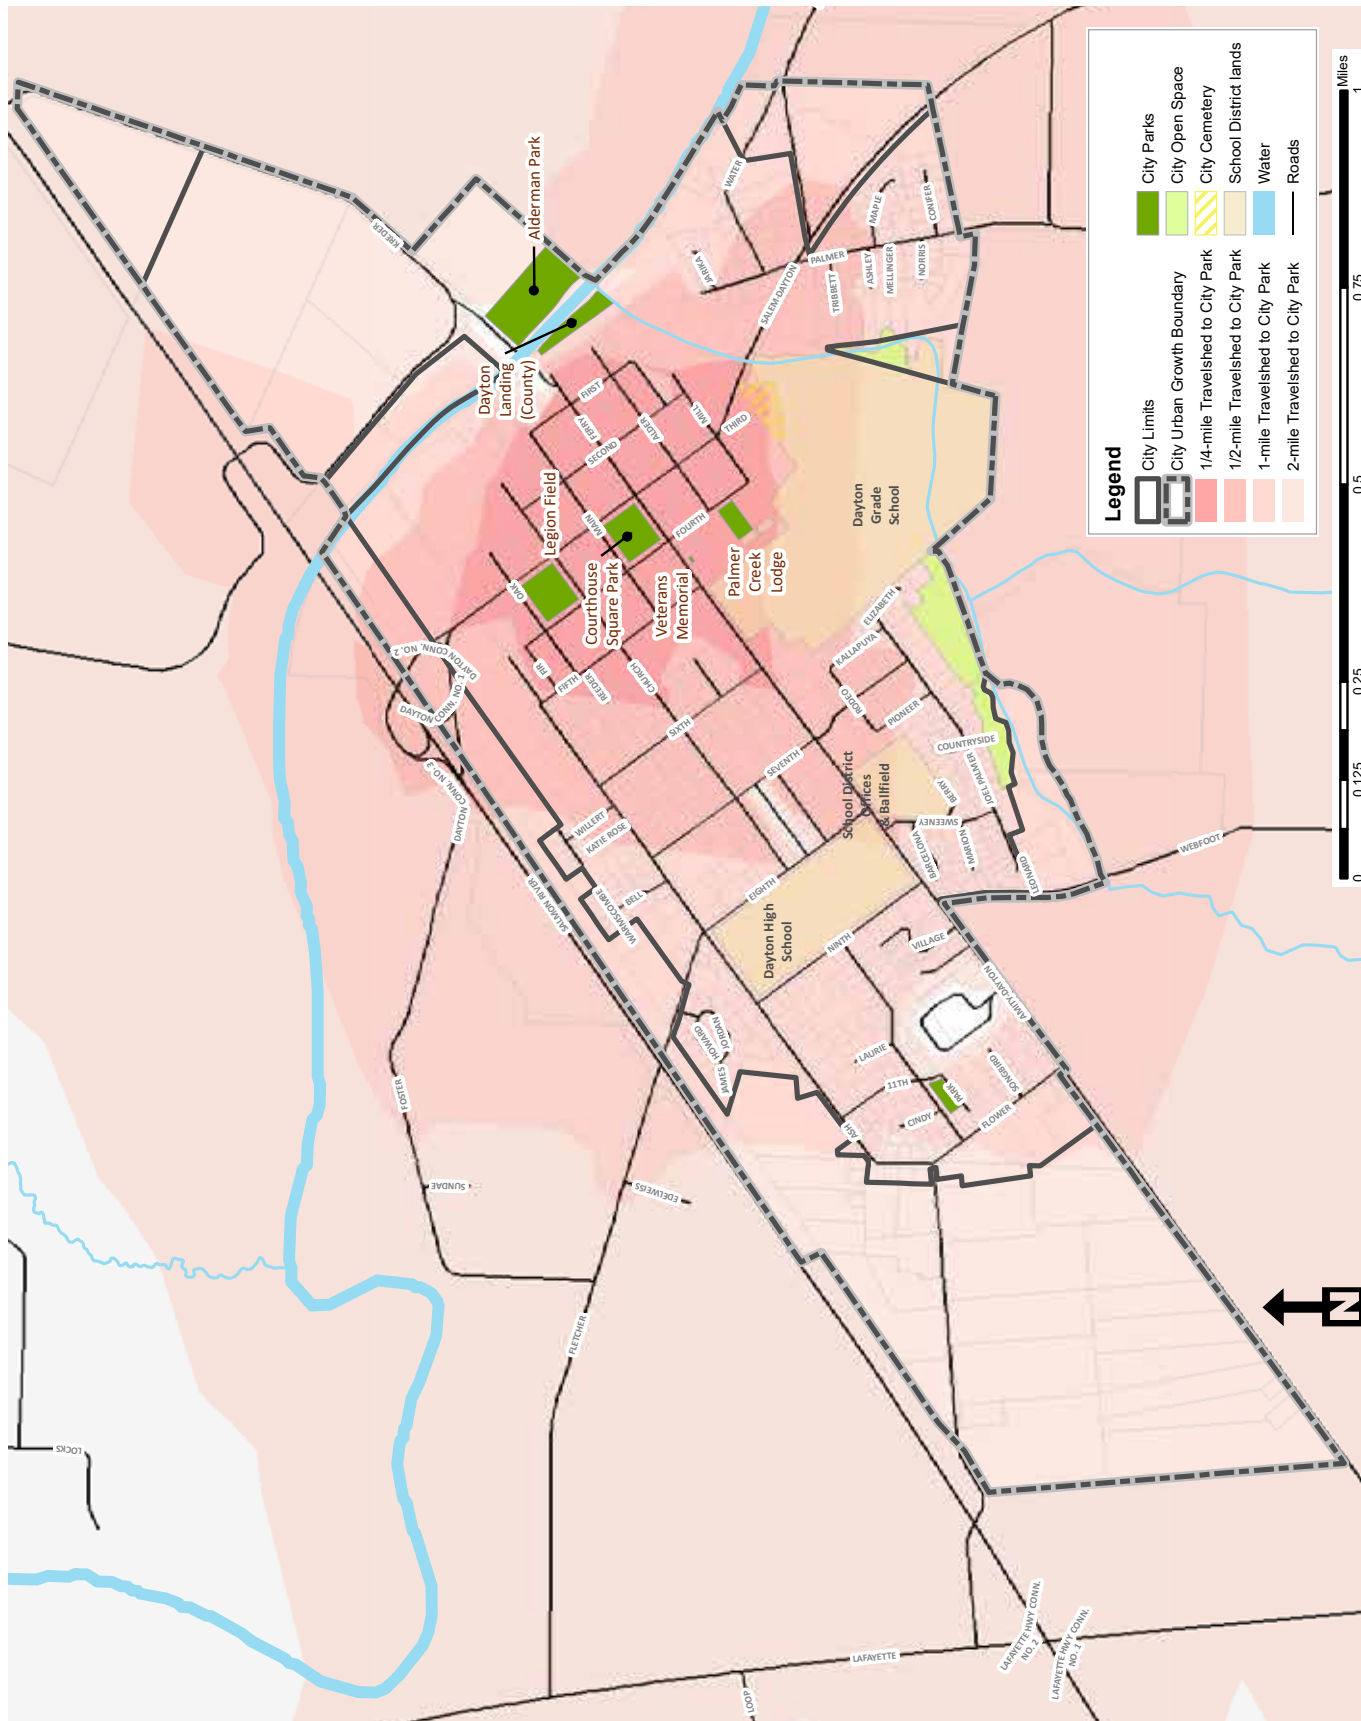 Alderman Park
Dayton
Landing
(County)
Legion Field
Courthouse
Square Park
Veterans
Memorial
Palmer
Creek
Lodge
Dayton
Grade
School
School District
Offices
& Ballfield
Dayton High
School
KREDER
WATER
JARIKA
SALEM-DAYTON
PALMER
TRIBBETT
ASHLEY
MELLINGER
NORRIS
MAPLE
CONIFER
FIRST
FERRY
SECOND
ALDER
MILL
THIRD
MAIN
FOURTH
OAK
FIR
FIFTH
REEDER
CHURCH
SIXTH
SEVENTH
EIGHTH
NINTH
ELIZABETH
KALLAPUYA
RODEO
PIONEER
COUNTRYSIDE
JOEL PALMER
BERRY
SWEENEY
MARION
BARCELONA
LEONARD
WEBFOOT
DAYTON CONN. NO. 2
DAYTON CONN. NO. 1
DAYTON CONN. NO.3
DAYTON
SALMON RIVER
WILLERT
KATIE ROSE
BELL
WARMSCOMBE
VILLAGE
AMITY-DAYTON
HOWARD
JORDAN
JAMES
LAURIE
11TH
CINDY
PARK
SONGBIRD
FLOWER
ASH
FOSTER
SUNDAE
EDELWEISS
FLETCHER
LOCKS
LAFAYETTE
LOOP
LAFAYETTE HWY CONN.
NO. 2
LAFAYETTE HWY CONN.
NO. 1
Legend
City Limits
City Urban Growth Boundary
1/4-mile Travelshed to City Park
1/2-mile Travelshed to City Park
1-mile Travelshed to City Park
2-mile Travelshed to City Park
City Parks
City Open Space
City Cemetery
School District lands
Water
Roads
0
0.125
0.25
0.5
0.75
1
Miles
N